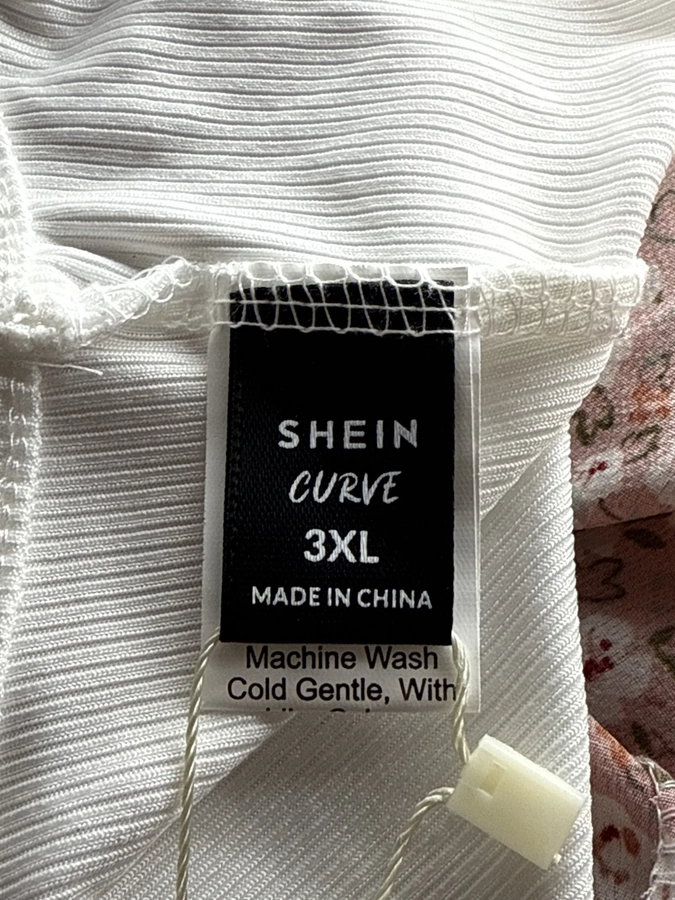 SHEIN
CURVE
3XL
MADE IN CHINA
Machine Wash
Cold Gentle, With